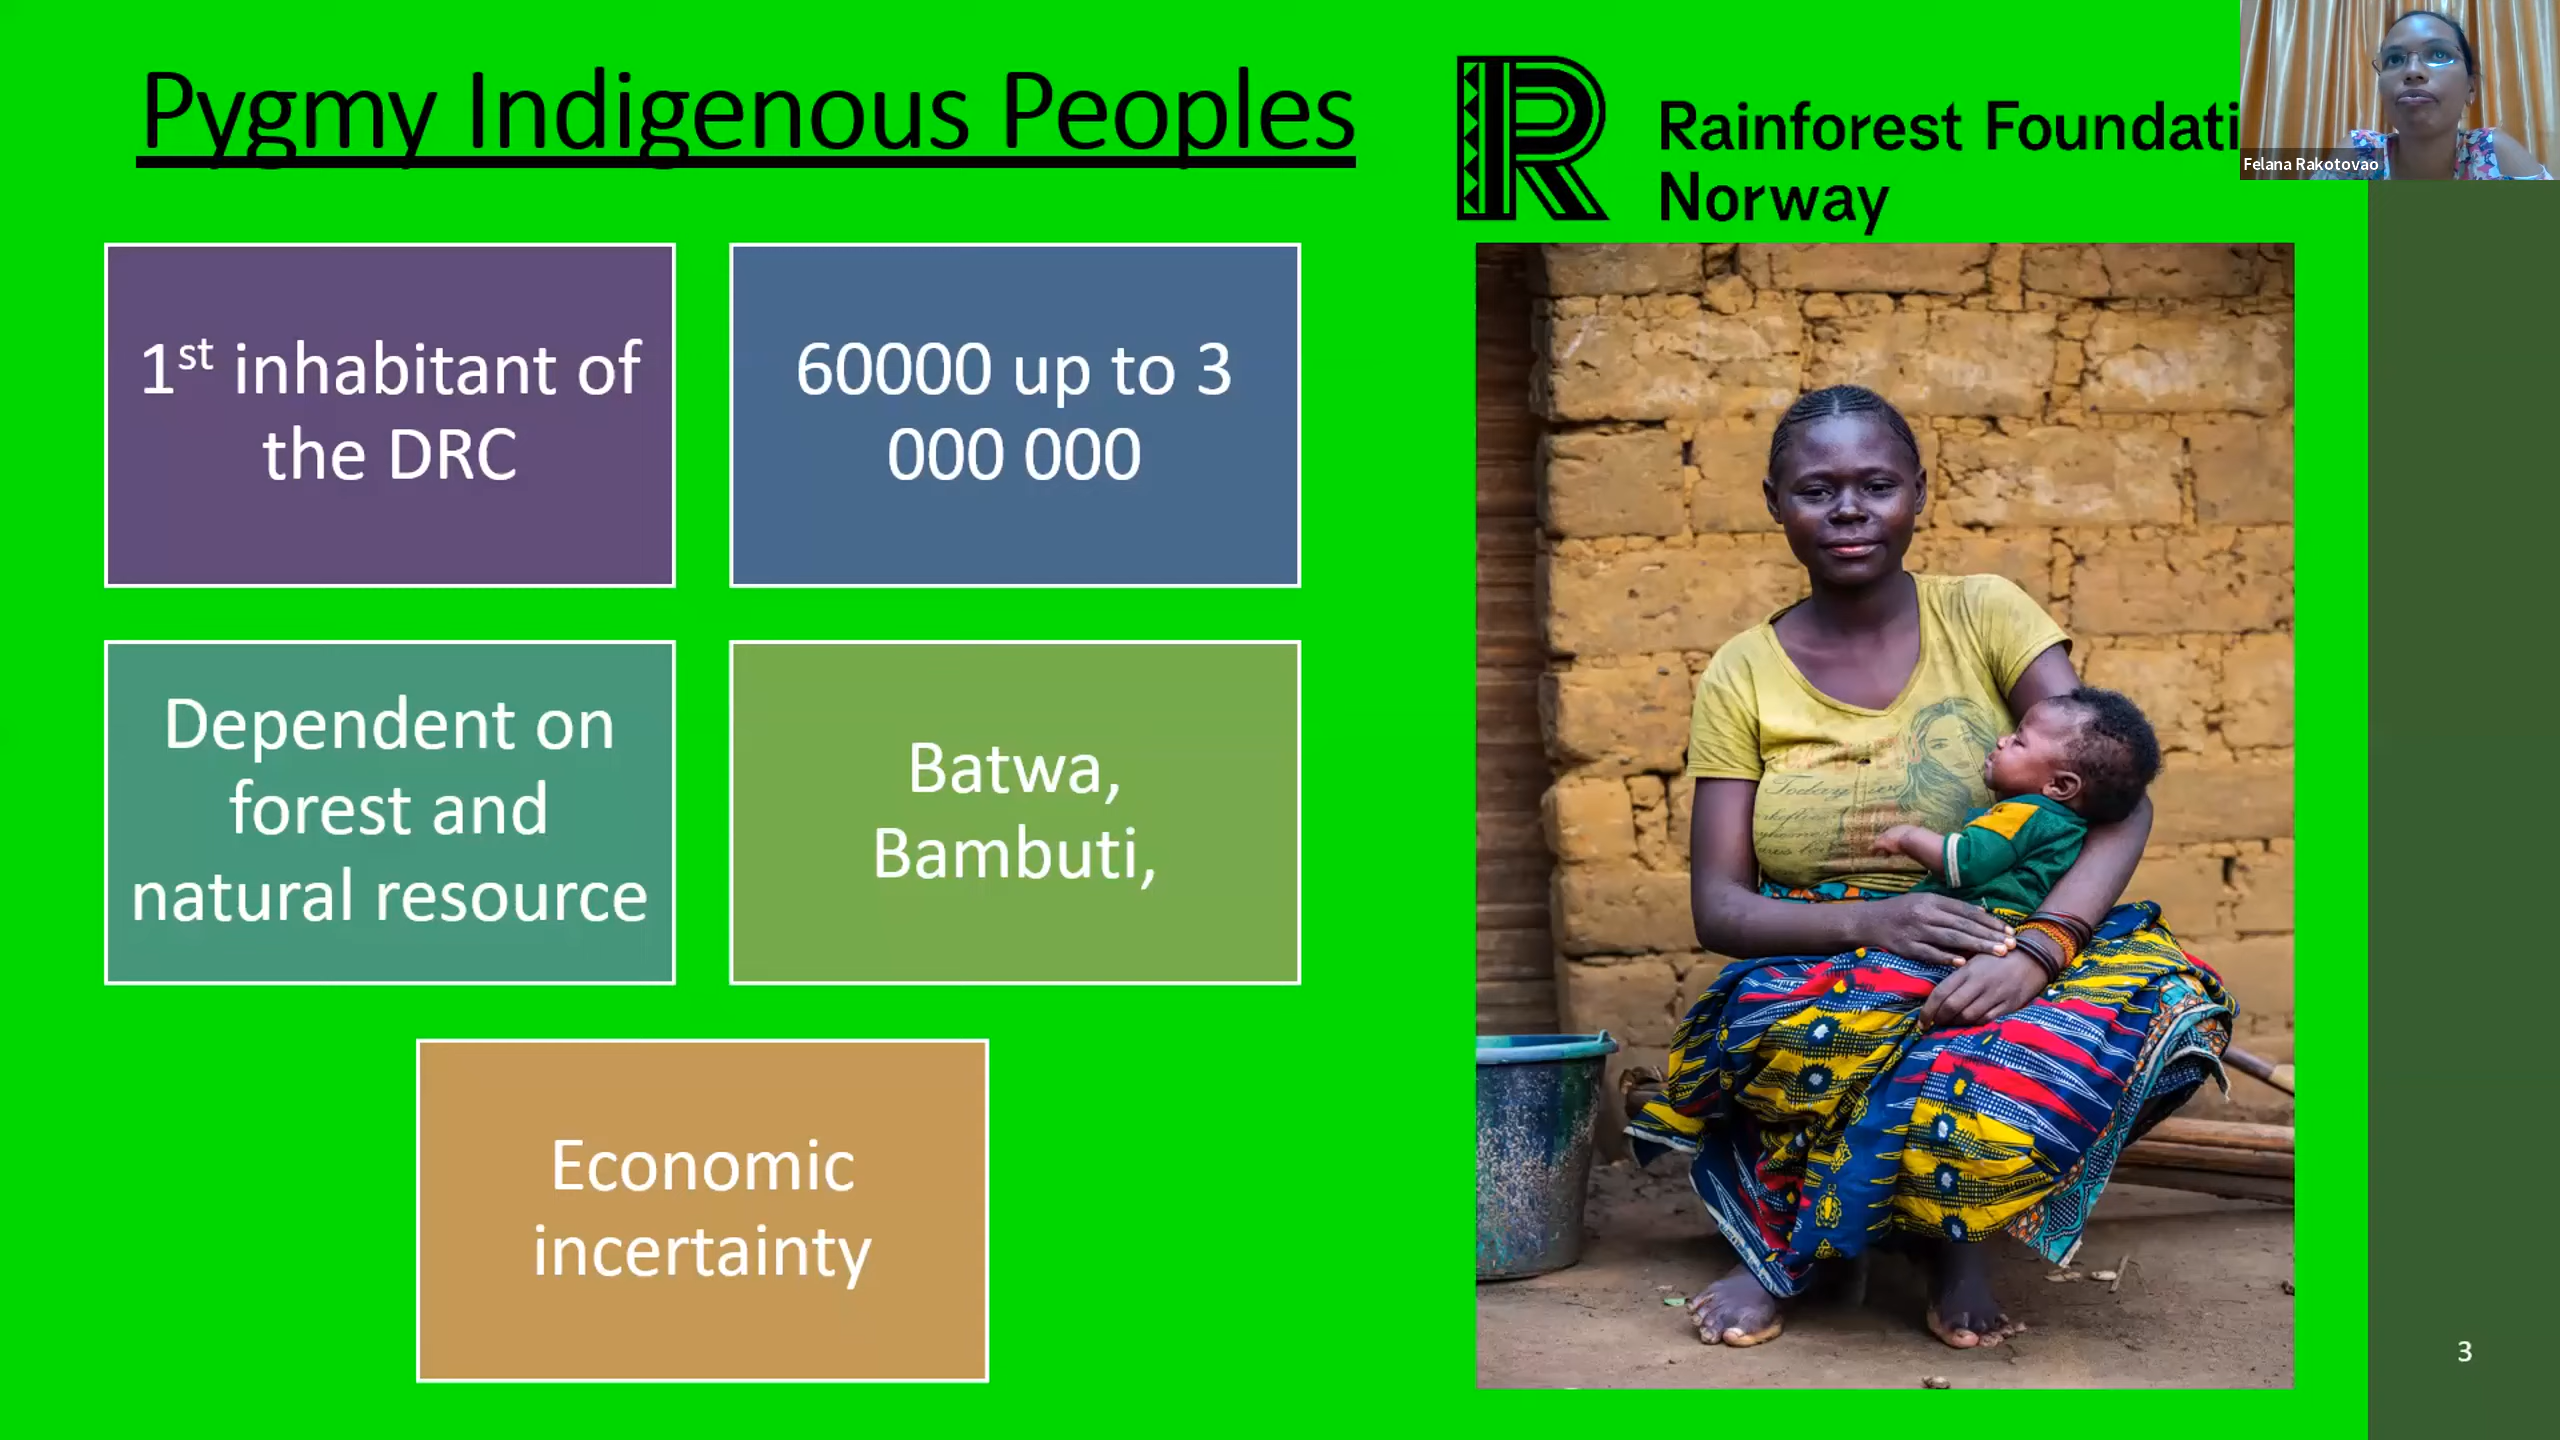 Pygmy Indigenous Peoples
Rainforest Foundati
Norway
Felana Rakotovao
1st inhabitant of
the DRC
60000 up to 3
000 000
Dependent on
forest and
natural resource
Batwa,
Bambuti,
Economic
incertainty
Today
3